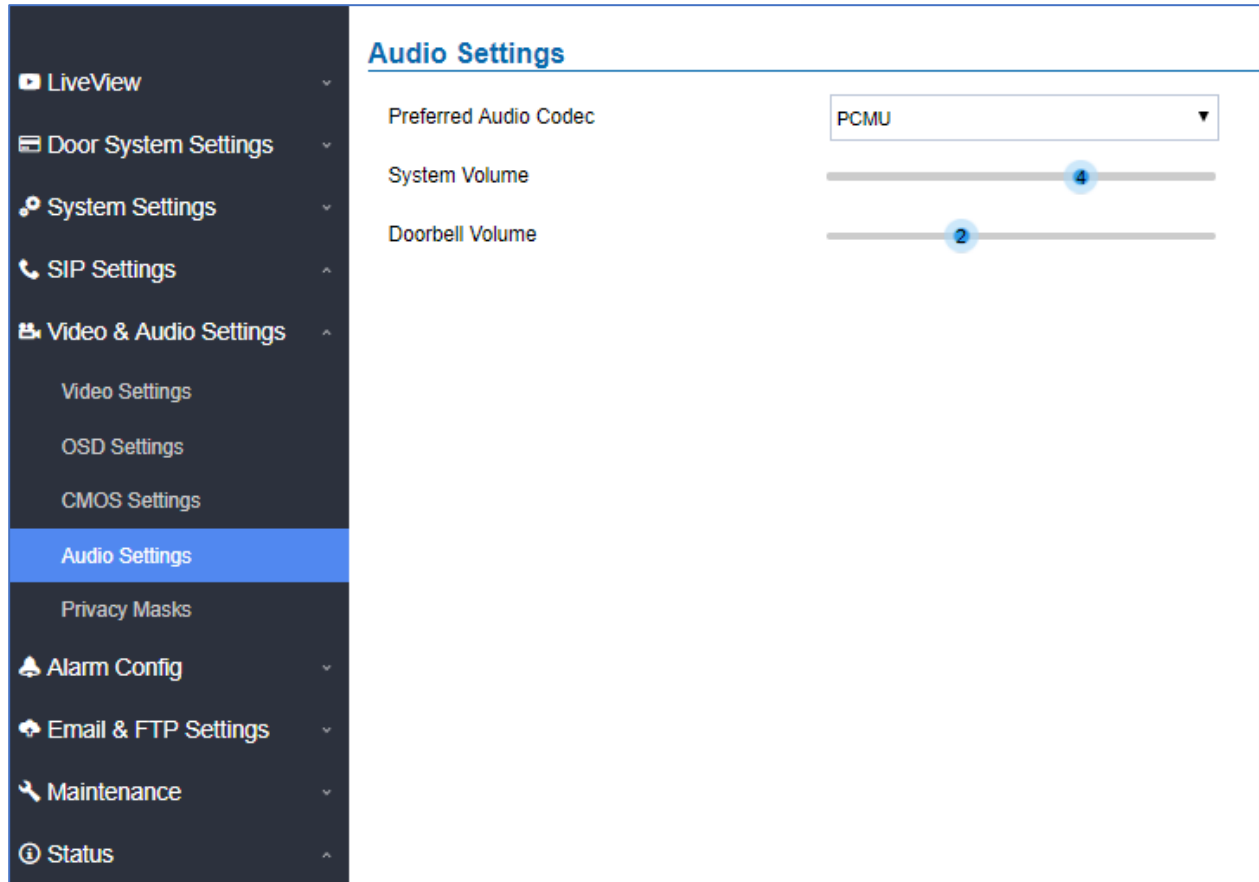 LiveView
Door System Settings
System Settings
SIP Settings
Video & Audio Settings
Video Settings
OSD Settings
CMOS Settings
Audio Settings
Privacy Masks
Alarm Config
Email & FTP Settings
Maintenance
Status
Audio Settings
Preferred Audio Codec PCMU
System Volume 4
Doorbell Volume 2